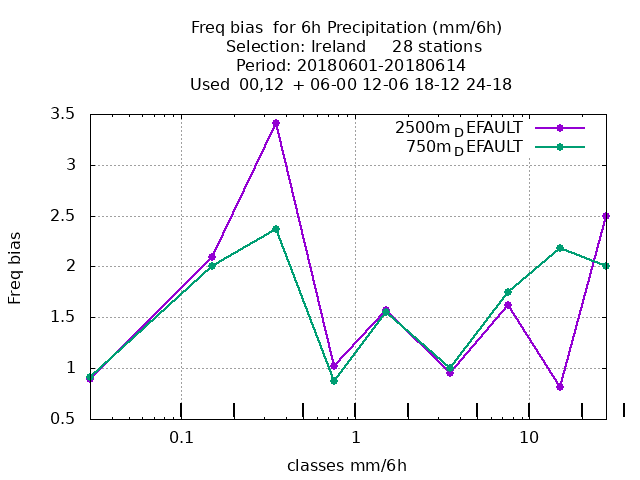 Freq bias  for 6h Precipitation (mm/6h)
Selection: Ireland     28 stations
Period: 20180601-20180614
Used  00,12  + 06-00 12-06 18-12 24-18
2500mDEFAULT
750mDEFAULT
3.5
3
2.5
2
1.5
1
0.5
Freq bias
0.1 1 10
classes mm/6h